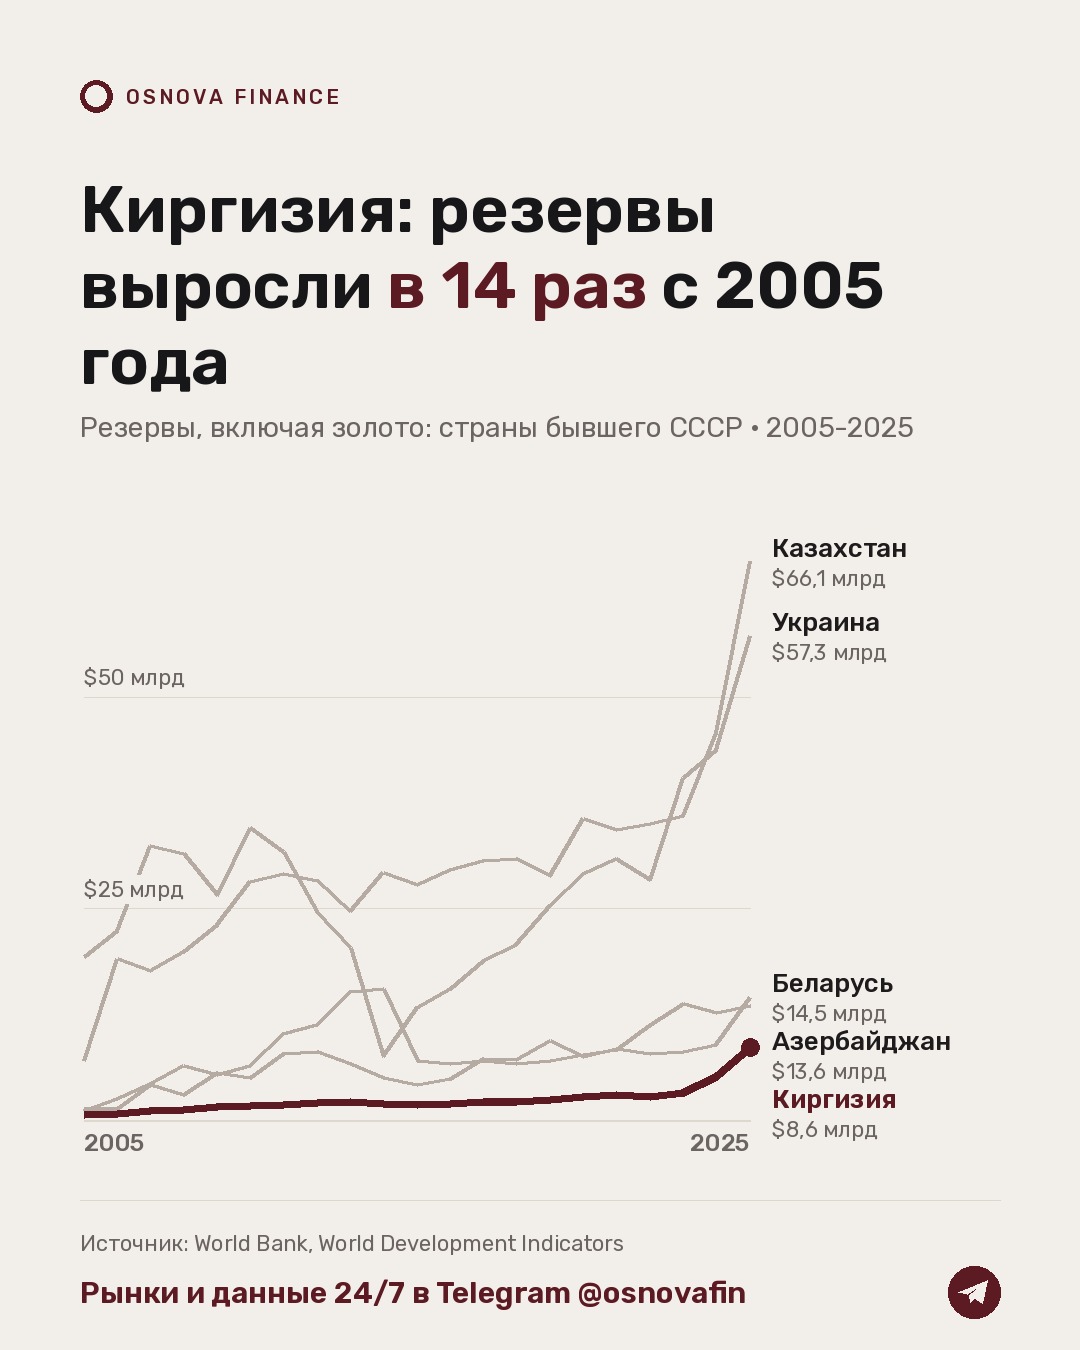 OSNOVA FINANCE
Киргизия: резервы
выросли в 14 раз с 2005
года
Резервы, включая золото: страны бывшего СССР • 2005-2025
Казахстан
$66,1 млрд
Украина
$57,3 млрд
$50 млрд
$25 млрд
Беларусь
$14,5 млрд
Азербайджан
$13,6 млрд
Киргизия
$8,6 млрд
2005
2025
Источник: World Bank, World Development Indicators
Рынки и данные 24/7 в Telegram @osnovafin